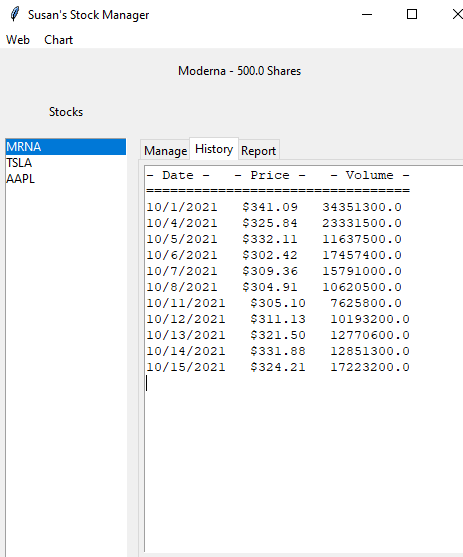 Susan's Stock Manager
Web Chart
Moderna - 500.0 Shares
Stocks
MRNA
TSLA
AAPL
Manage History Report
- Date -   - Price -   - Volume -
=================================
10/1/2021   $341.09   34351300.0
10/4/2021   $325.84   23331500.0
10/5/2021   $332.11   11637500.0
10/6/2021   $302.42   17457400.0
10/7/2021   $309.36   15791000.0
10/8/2021   $304.91   10620500.0
10/11/2021   $305.10   7625800.0
10/12/2021   $311.13   10193200.0
10/13/2021   $321.50   12770600.0
10/14/2021   $331.88   12851300.0
10/15/2021   $324.21   17223200.0